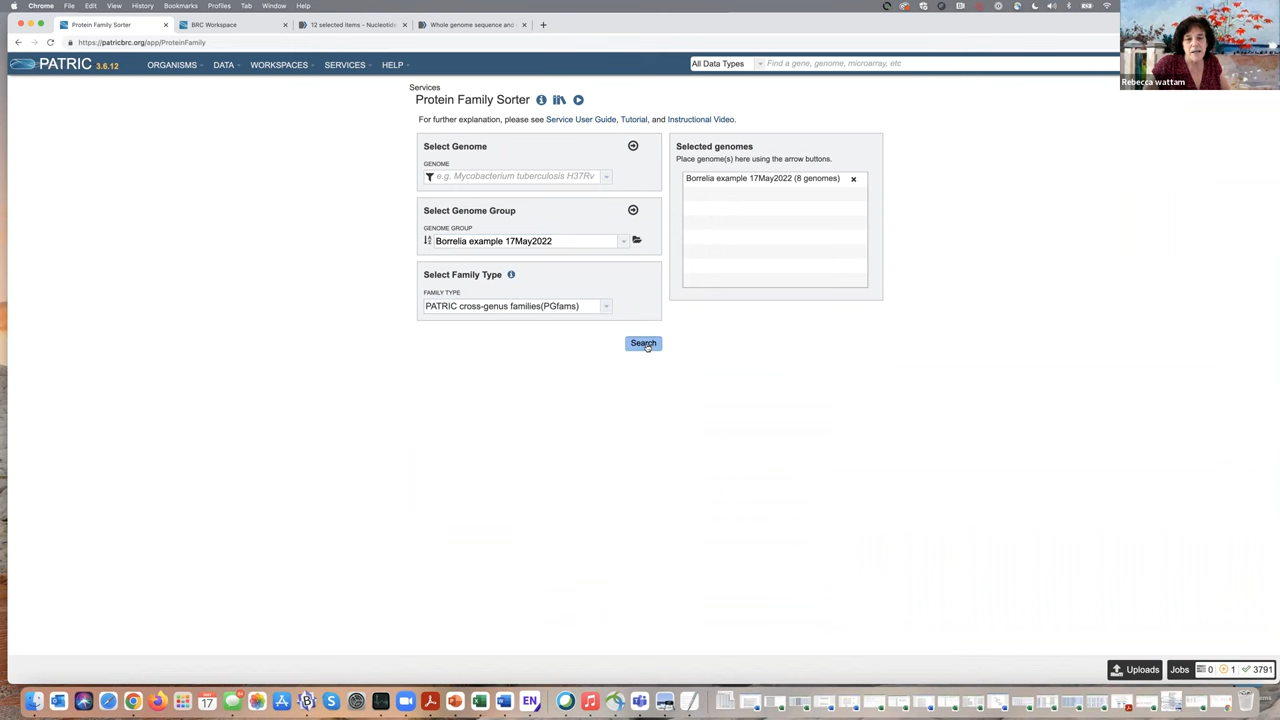 Chrome File Edit View History Bookmarks Profiles Tab Window Help
Protein Family Sorter
BRC Workspace
12 selected items - Nucleotide
Whole genome sequence and
https://patricbrc.org/app/ProteinFamily
Rebecca wattam
PATRIC 3.6.12 ORGANISMS DATA WORKSPACES SERVICES HELP All Data Types Find a gene, genome, microarray, etc
Services
Protein Family Sorter
For further explanation, please see Service User Guide, Tutorial, and Instructional Video.
Select Genome
GENOME
e.g. Mycobacterium tuberculosis H37Rv
Select Genome Group
GENOME GROUP
Borrelia example 17May2022
Select Family Type
FAMILY TYPE
PATRIC cross-genus families(PGfams)
Selected genomes
Place genome(s) here using the arrow buttons.
Borrelia example 17May2022 (8 genomes)
Search
Uploads Jobs 0 1 3791
17
EN